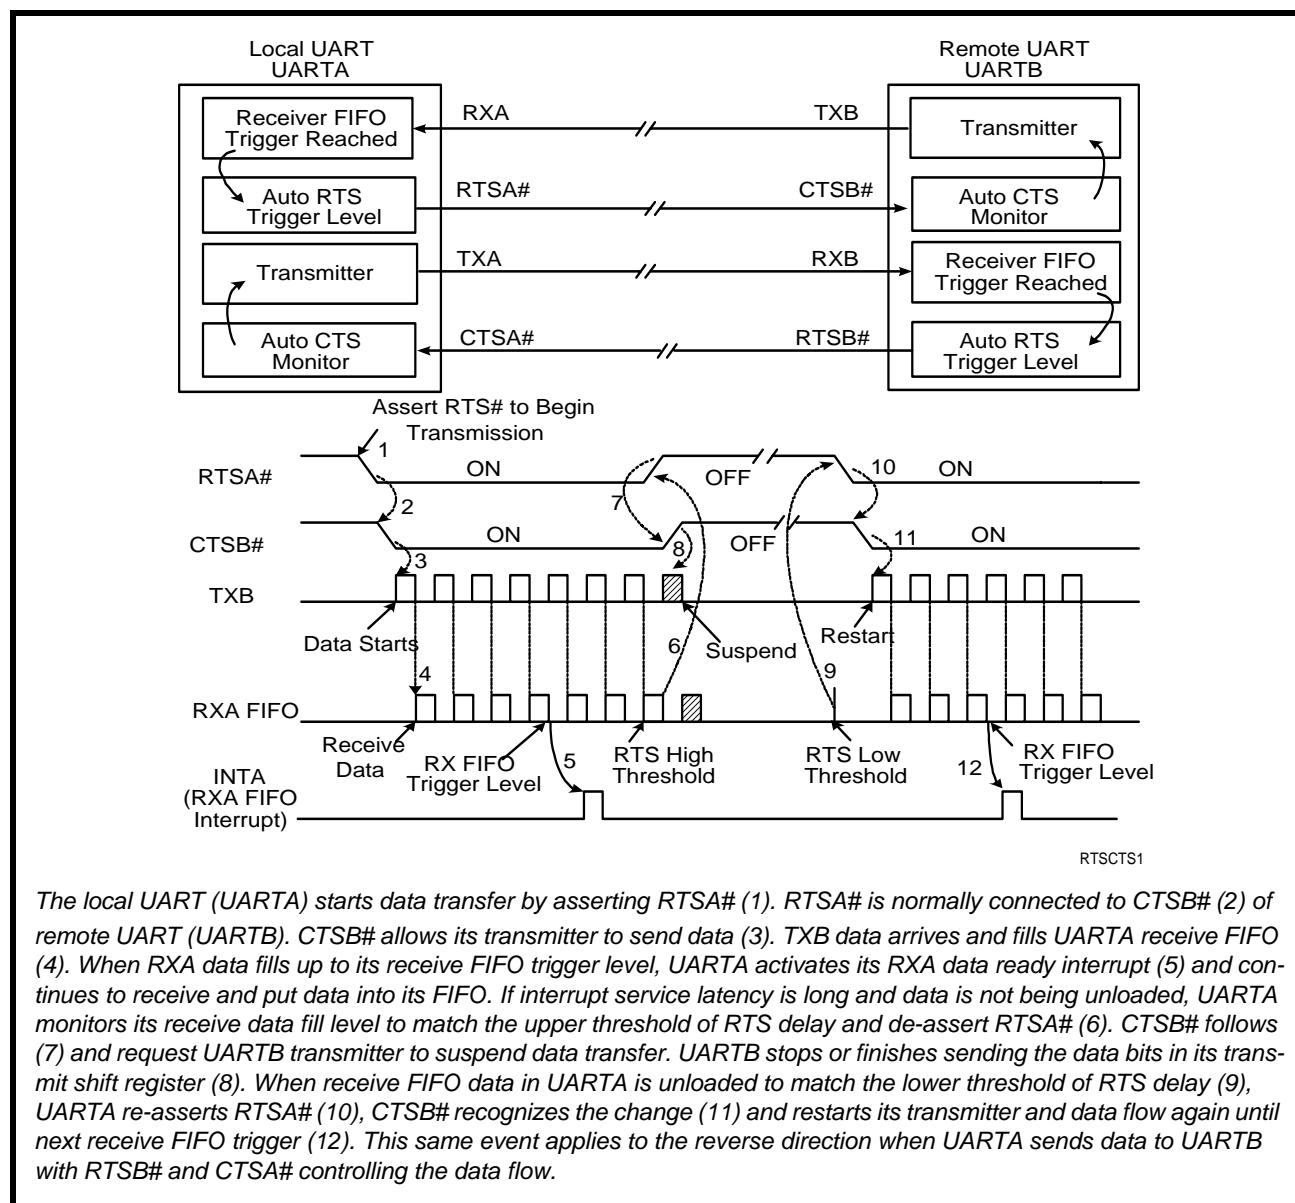 Local UART
UARTA
Remote UART
UARTB
Receiver FIFO
Trigger Reached
RXA
TXB
Transmitter
Auto RTS
Trigger Level
RTSA#
CTSB#
Auto CTS
Monitor
Transmitter
TXA
RXB
Receiver FIFO
Trigger Reached
Auto CTS
Monitor
CTSA#
RTSB#
Auto RTS
Trigger Level
Assert RTS# to Begin
Transmission
1
RTSA#
ON
7
OFF
10
ON
2
CTSB#
ON
8
OFF
11
ON
3
TXB
Data Starts
6
Suspend
Restart
4
9
RXA FIFO
Receive
Data
RX FIFO
Trigger Level
5
RTS High
Threshold
RTS Low
Threshold
12
RX FIFO
Trigger Level
INTA
(RXA FIFO
Interrupt)
RTSCTS1
The local UART (UARTA) starts data transfer by asserting RTSA# (1). RTSA# is normally connected to CTSB# (2) of
remote UART (UARTB). CTSB# allows its transmitter to send data (3). TXB data arrives and fills UARTA receive FIFO
(4). When RXA data fills up to its receive FIFO trigger level, UARTA activates its RXA data ready interrupt (5) and con-
tinues to receive and put data into its FIFO. If interrupt service latency is long and data is not being unloaded, UARTA
monitors its receive data fill level to match the upper threshold of RTS delay and de-assert RTSA# (6). CTSB# follows
(7) and request UARTB transmitter to suspend data transfer. UARTB stops or finishes sending the data bits in its trans-
mit shift register (8). When receive FIFO data in UARTA is unloaded to match the lower threshold of RTS delay (9),
UARTA re-asserts RTSA# (10), CTSB# recognizes the change (11) and restarts its transmitter and data flow again until
next receive FIFO trigger (12). This same event applies to the reverse direction when UARTA sends data to UARTB
with RTSB# and CTSA# controlling the data flow.